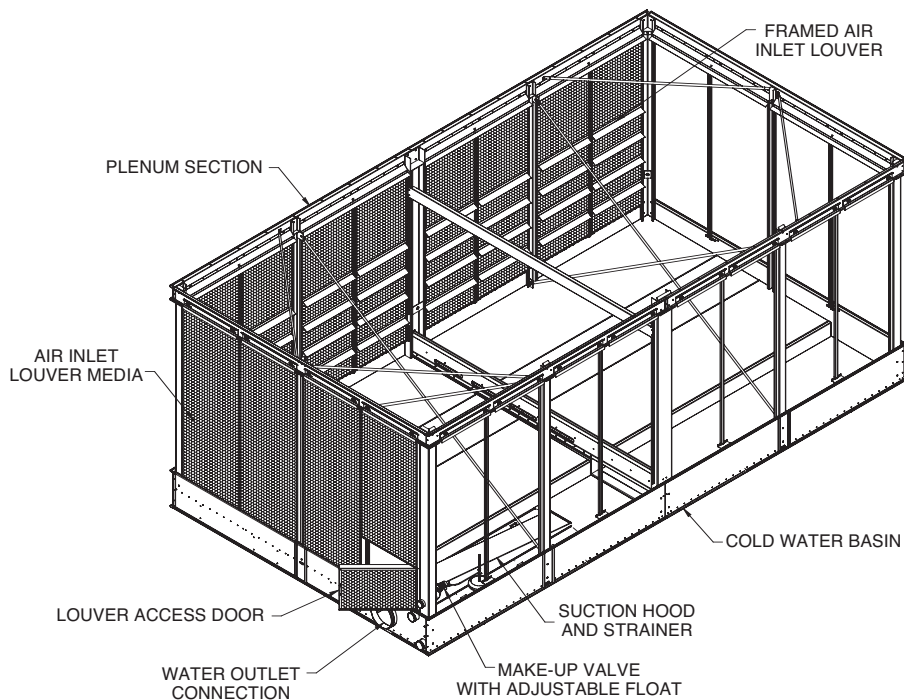 FRAMED AIR
INLET LOUVER
PLENUM SECTION
AIR INLET
LOUVER MEDIA
COLD WATER BASIN
LOUVER ACCESS DOOR
SUCTION HOOD
AND STRAINER
WATER OUTLET
CONNECTION
MAKE-UP VALVE
WITH ADJUSTABLE FLOAT